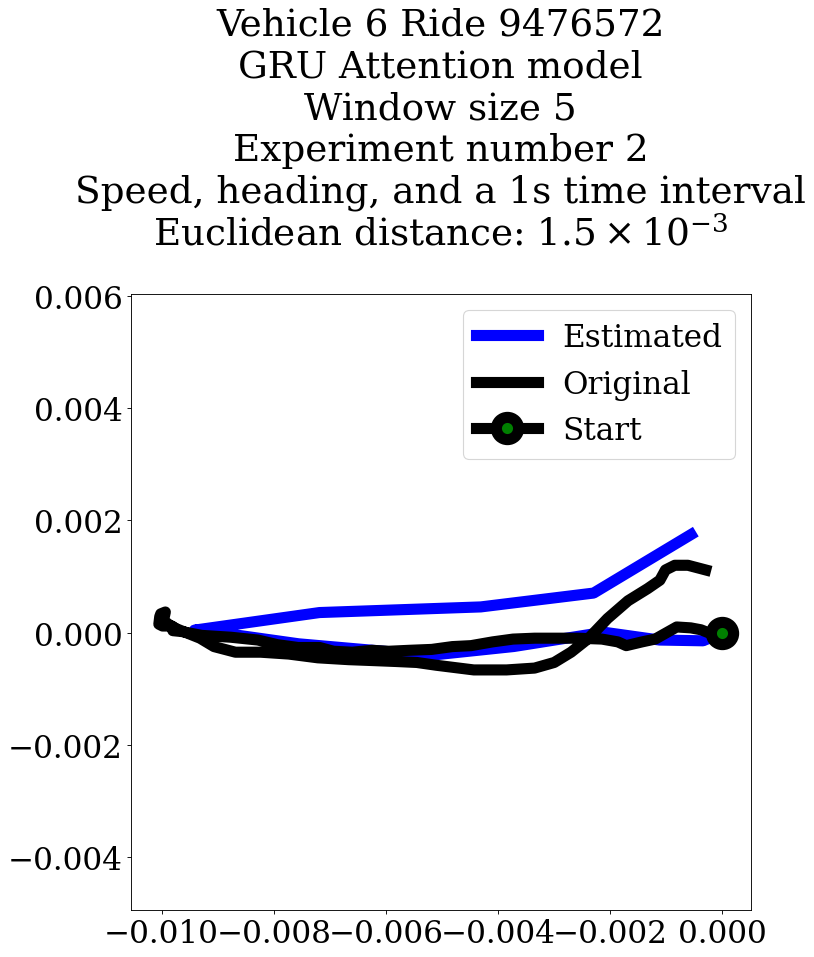 Vehicle 6 Ride 9476572
GRU Attention model
Window size 5
Experiment number 2
Speed, heading, and a 1s time interval
Euclidean distance: 1.5 × 10⁻³
0.006
Estimated
Original
Start
0.004
0.002
0.000
−0.002
−0.004
−0.010 −0.008 −0.006 −0.004 −0.002 0.000